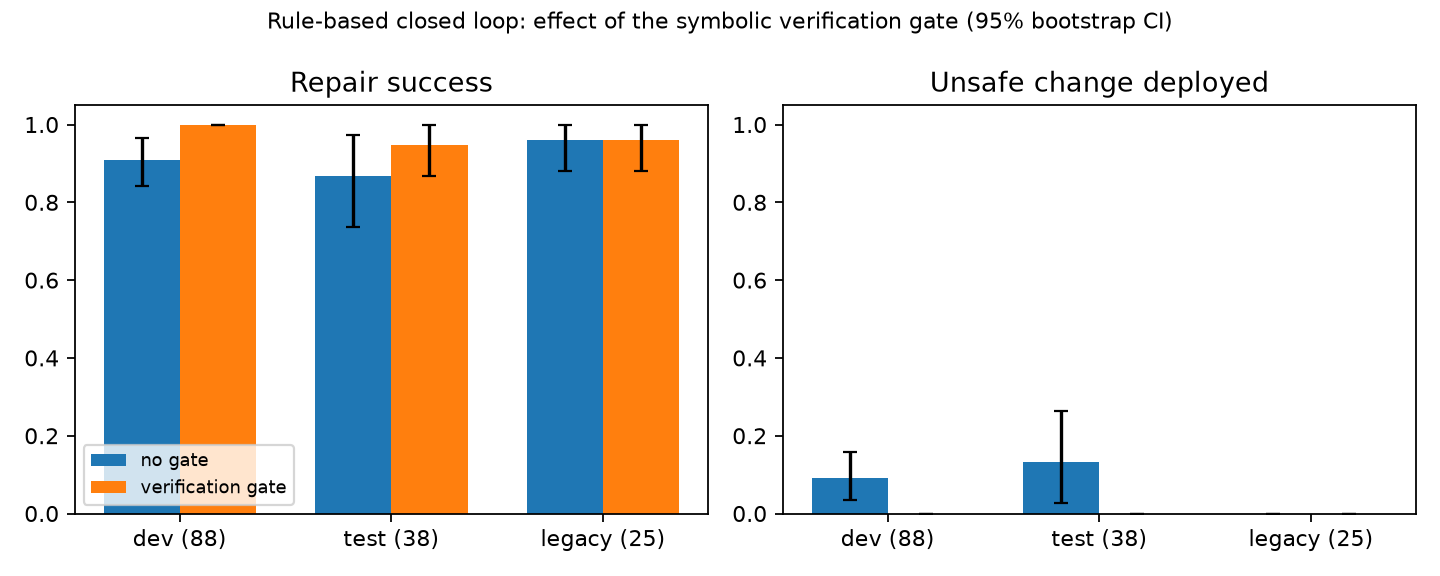 Rule-based closed loop: effect of the symbolic verification gate (95% bootstrap CI)
Repair success
1.0
0.8
0.6
0.4
0.2
0.0
no gate
verification gate
dev (88)
test (38)
legacy (25)
Unsafe change deployed
1.0
0.8
0.6
0.4
0.2
0.0
dev (88)
test (38)
legacy (25)